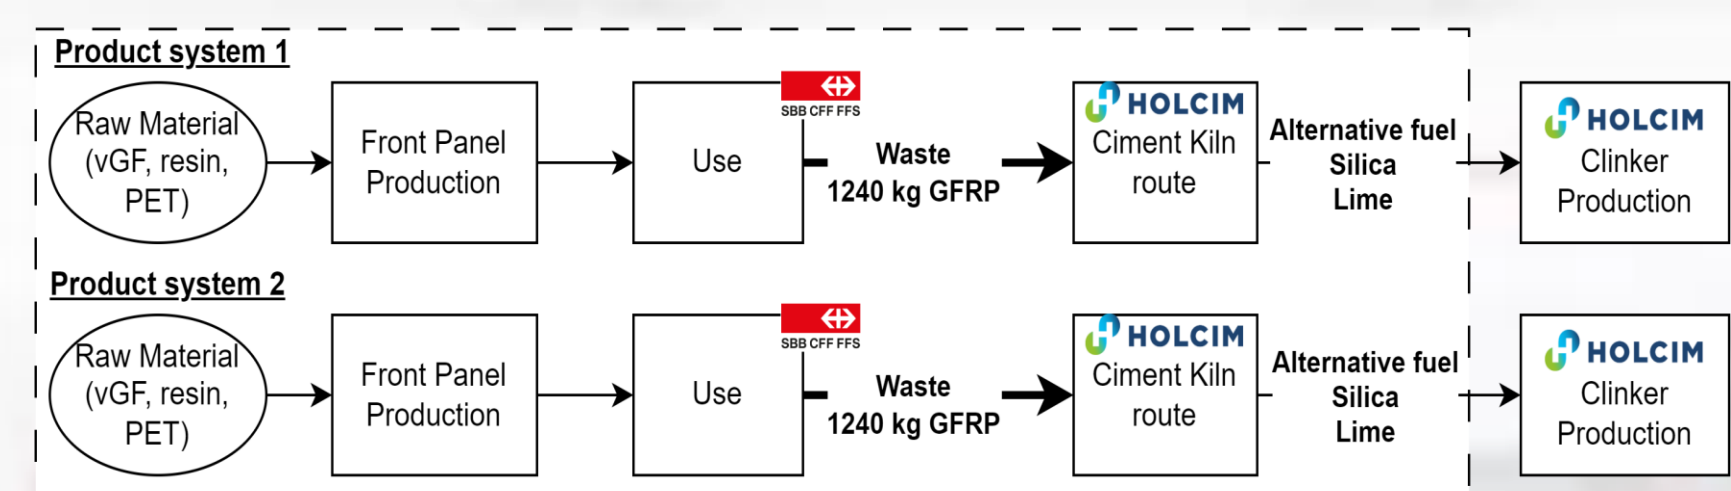 Product system 1
Raw Material
(vGF, resin,
PET)
Front Panel
Production
Use
SBB CFF FFS
Waste
1240 kg GFRP
HOLCIM
Ciment Kiln
route
Alternative fuel
Silica
Lime
HOLCIM
Clinker
Production
Product system 2
Raw Material
(vGF, resin,
PET)
Front Panel
Production
Use
SBB CFF FFS
Waste
1240 kg GFRP
HOLCIM
Ciment Kiln
route
Alternative fuel
Silica
Lime
HOLCIM
Clinker
Production